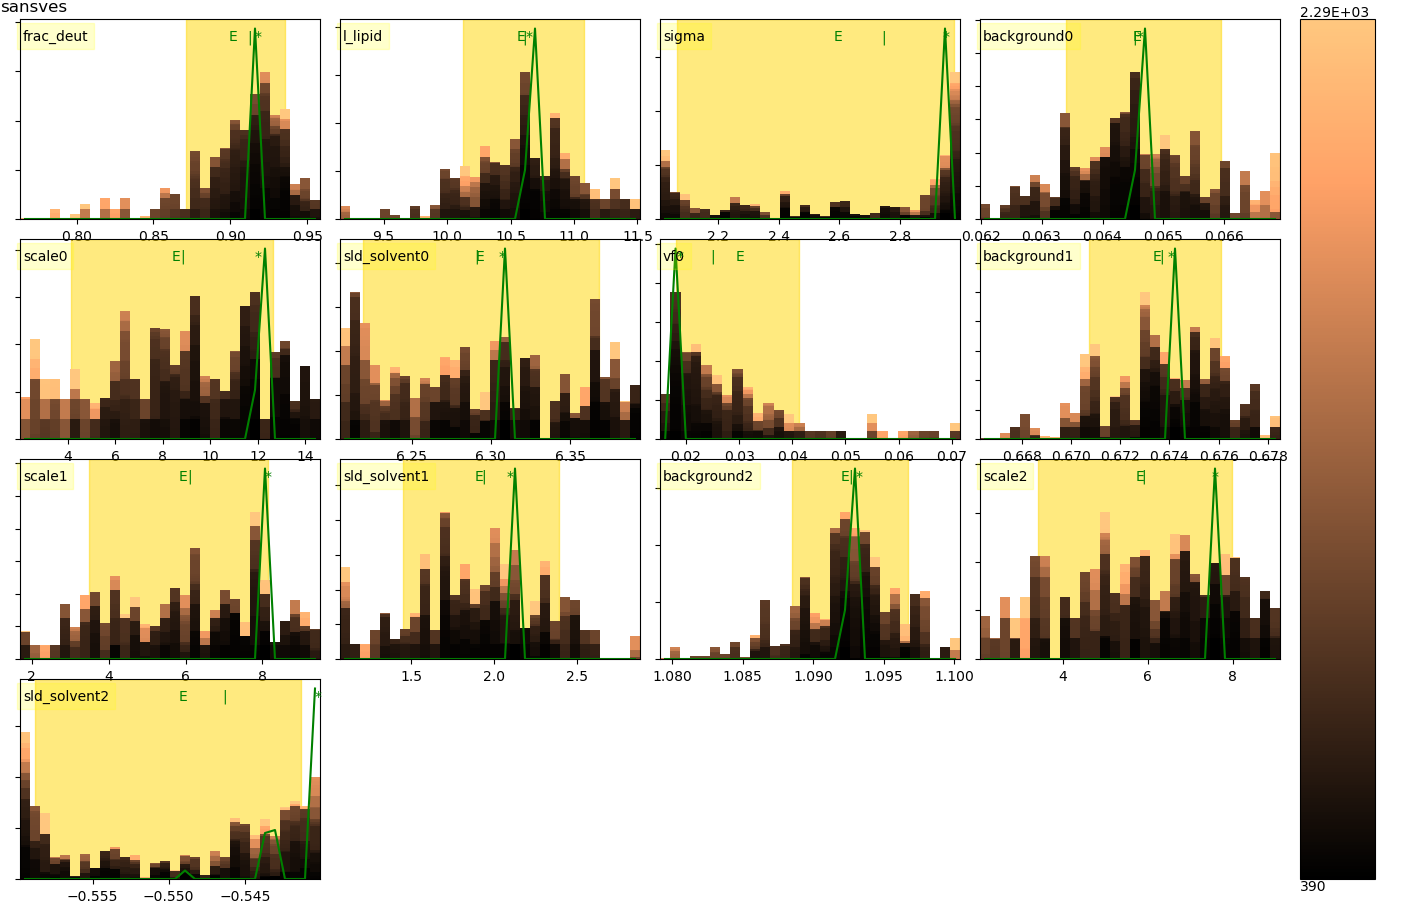 sansves
2.29E+03
frac_deut E | *
l_lipid E|*
sigma E | *
background0 E|*
0.80 0.85 0.90 0.95
9.5 10.0 10.5 11.0 11.5
2.2 2.4 2.6 2.8
0.062 0.063 0.064 0.065 0.066
scale0 E| *
sld_solvent0 |E *
vf0 * | E
background1 E| *
4 6 8 10 12 14
6.25 6.30 6.35
0.02 0.03 0.04 0.05 0.06 0.07
0.668 0.670 0.672 0.674 0.676 0.678
scale1 E| *
sld_solvent1 E| *
background2 E|*
scale2 E| *
2 4 6 8
1.5 2.0 2.5
1.080 1.085 1.090 1.095 1.100
4 6 8
sld_solvent2 E | *
−0.555 −0.550 −0.545
390